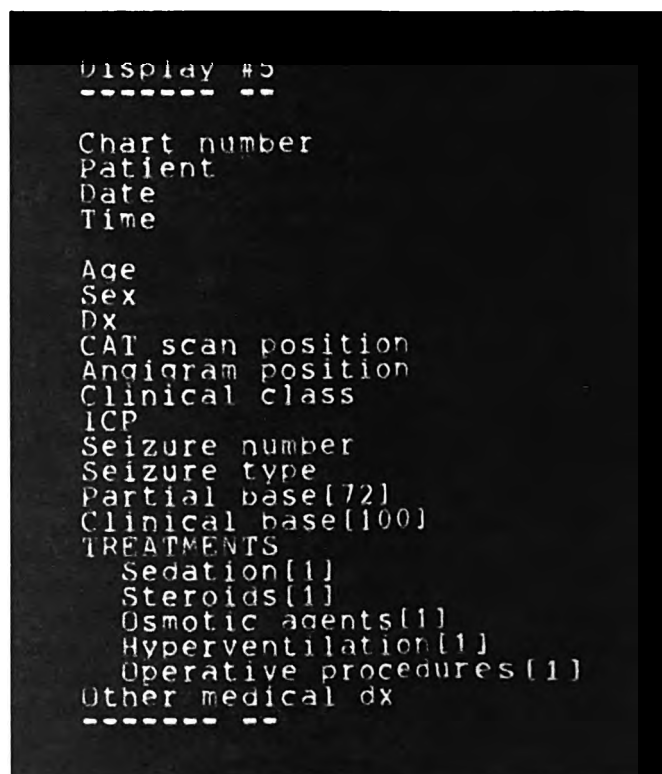 Display #5
------- --
Chart number
Patient
Date
Time
Age
Sex
Dx
CAT scan position
Angigram position
Clinical class
ICP
Seizure number
Seizure type
Partial base[72]
Clinical base[100]
TREATMENTS
Sedation[1]
Steroids[1]
Osmotic agents[1]
Hyperventilation[1]
Operative procedures[1]
Other medical dx
------- --